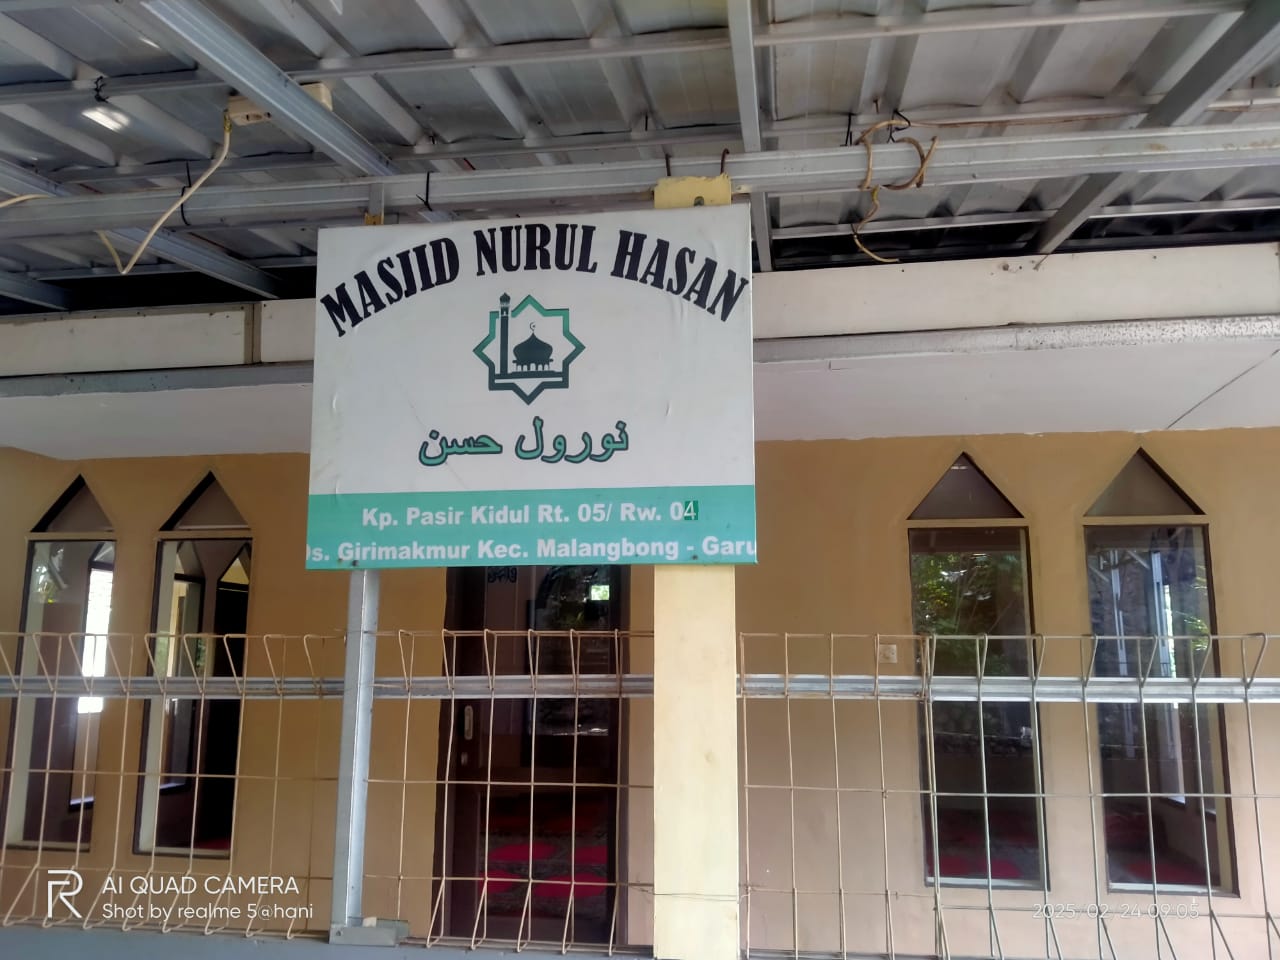 MASJID NURUL HASAN
نورول حسن
Kp. Pasir Kidul Rt. 05/ Rw. 04
Ds. Girimakmur Kec. Malangbong - Garu
AI QUAD CAMERA
Shot by realme 5@hani
2025/02/24 09:03